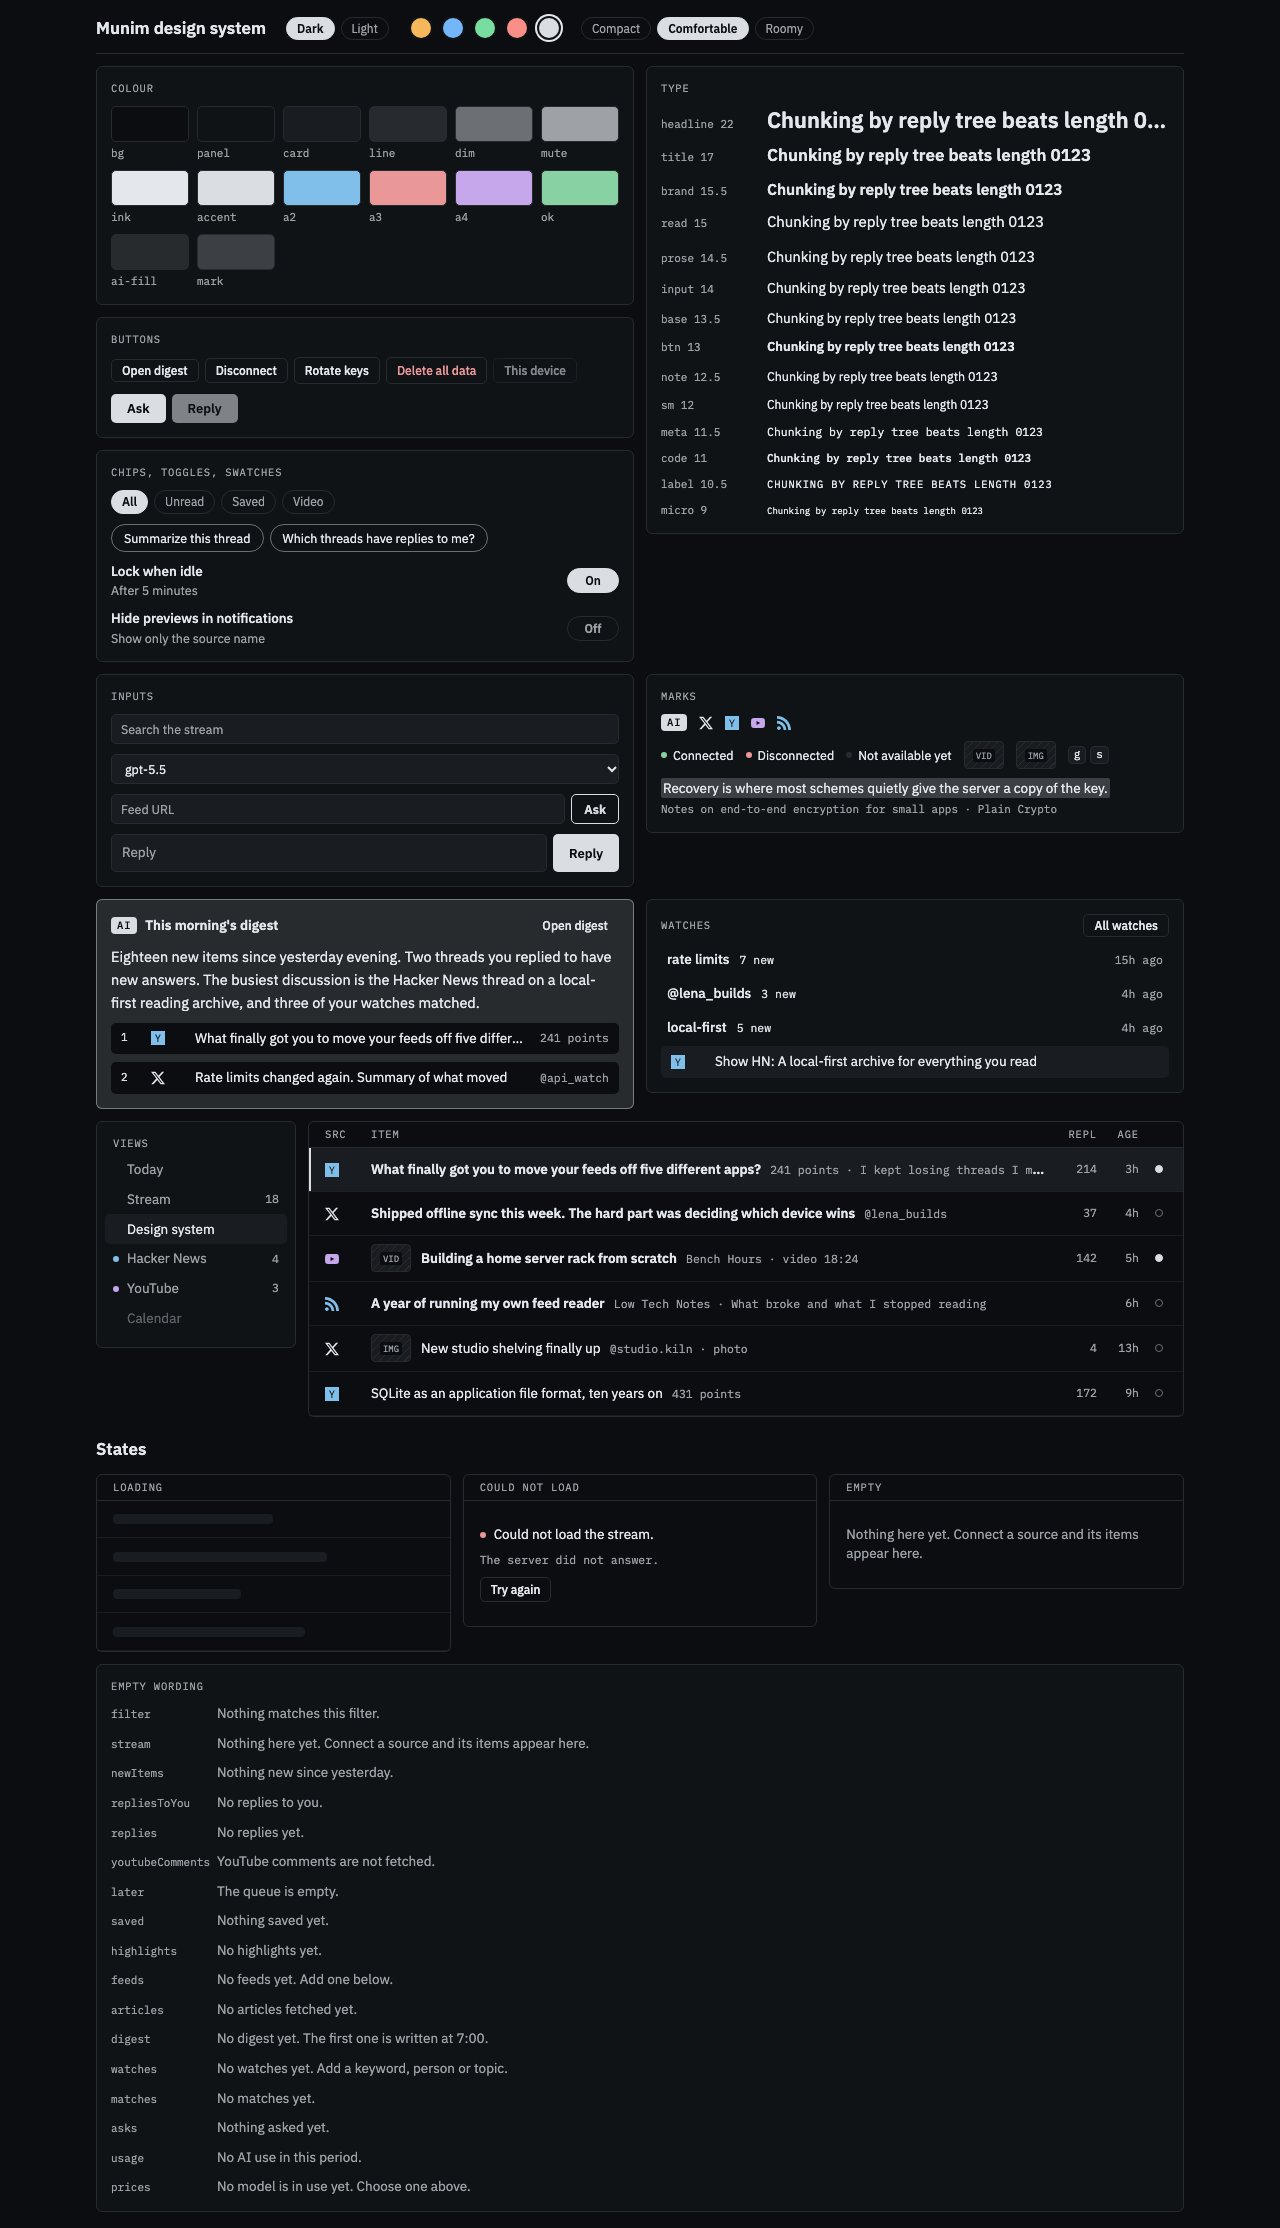 Munim design system
Dark Light
Compact Comfortable Roomy
COLOUR
bg panel card line dim mute
ink accent a2 a3 a4 ok
ai-fill mark
TYPE
headline 22 Chunking by reply tree beats length 0...
title 17 Chunking by reply tree beats length 0123
brand 15.5 Chunking by reply tree beats length 0123
read 15 Chunking by reply tree beats length 0123
prose 14.5 Chunking by reply tree beats length 0123
input 14 Chunking by reply tree beats length 0123
base 13.5 Chunking by reply tree beats length 0123
btn 13 Chunking by reply tree beats length 0123
note 12.5 Chunking by reply tree beats length 0123
sm 12 Chunking by reply tree beats length 0123
meta 11.5 Chunking by reply tree beats length 0123
code 11 Chunking by reply tree beats length 0123
label 10.5 CHUNKING BY REPLY TREE BEATS LENGTH 0123
micro 9 Chunking by reply tree beats length 0123
BUTTONS
Open digest Disconnect Rotate keys Delete all data This device
Ask Reply
CHIPS, TOGGLES, SWATCHES
All Unread Saved Video
Summarize this thread Which threads have replies to me?
Lock when idle
After 5 minutes
On
Hide previews in notifications
Show only the source name
Off
INPUTS
Search the stream
gpt-5.5
Feed URL Ask
Reply Reply
MARKS
AI Y
Connected Disconnected Not available yet VID IMG g s
Recovery is where most schemes quietly give the server a copy of the key.
Notes on end-to-end encryption for small apps · Plain Crypto
AI This morning's digest Open digest
Eighteen new items since yesterday evening. Two threads you replied to have
new answers. The busiest discussion is the Hacker News thread on a local-
first reading archive, and three of your watches matched.
1 Y What finally got you to move your feeds off five differ... 241 points
2 Rate limits changed again. Summary of what moved @api_watch
WATCHES All watches
rate limits 7 new 15h ago
@lena_builds 3 new 4h ago
local-first 5 new 4h ago
Y Show HN: A local-first archive for everything you read
VIEWS
Today
Stream 18
Design system
Hacker News 4
YouTube 3
Calendar
SRC ITEM REPL AGE
Y What finally got you to move your feeds off five different apps? 241 points · I kept losing threads I m... 214 3h
Shipped offline sync this week. The hard part was deciding which device wins @lena_builds 37 4h
VID Building a home server rack from scratch Bench Hours · video 18:24 142 5h
A year of running my own feed reader Low Tech Notes · What broke and what I stopped reading 6h
IMG New studio shelving finally up @studio.kiln · photo 4 13h
Y SQLite as an application file format, ten years on 431 points 172 9h
States
LOADING
COULD NOT LOAD
Could not load the stream.
The server did not answer.
Try again
EMPTY
Nothing here yet. Connect a source and its items
appear here.
EMPTY WORDING
filter Nothing matches this filter.
stream Nothing here yet. Connect a source and its items appear here.
newItems Nothing new since yesterday.
repliesToYou No replies to you.
replies No replies yet.
youtubeComments YouTube comments are not fetched.
later The queue is empty.
saved Nothing saved yet.
highlights No highlights yet.
feeds No feeds yet. Add one below.
articles No articles fetched yet.
digest No digest yet. The first one is written at 7:00.
watches No watches yet. Add a keyword, person or topic.
matches No matches yet.
asks Nothing asked yet.
usage No AI use in this period.
prices No model is in use yet. Choose one above.